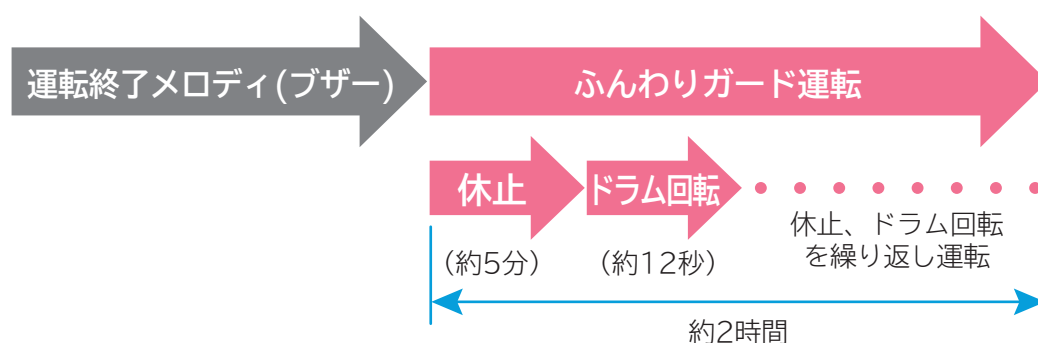 運転終了メロディ(ブザー)
ふんわりガード運転
休止
ドラム回転
(約5分)
(約12秒)
休止、ドラム回転
を繰り返し運転
約2時間